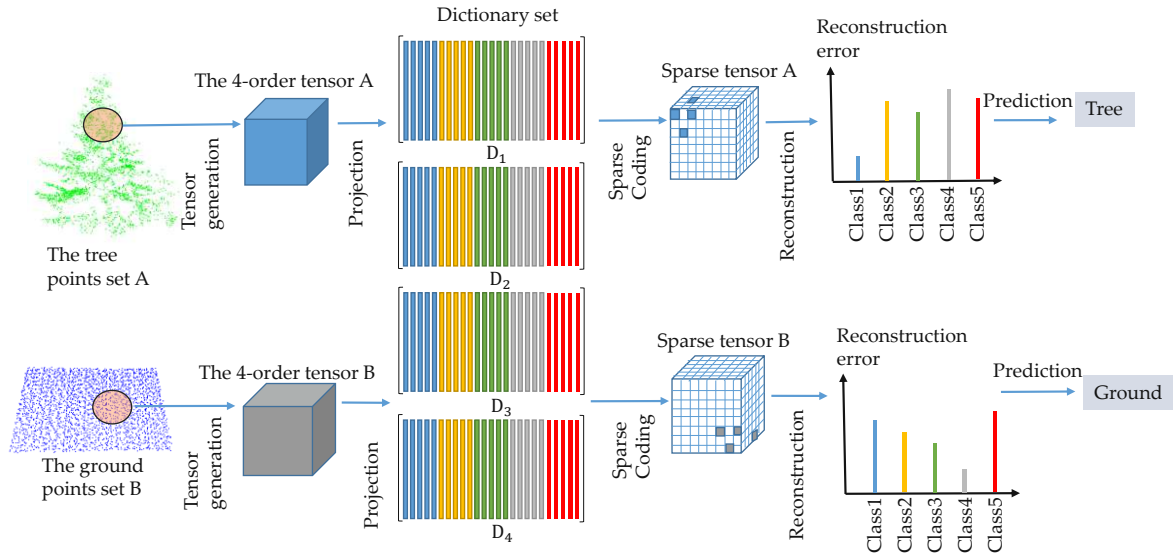 Dictionary set
D1
D2
D3
D4
The tree
points set A
Tensor
generation
The 4-order tensor A
Projection
Sparse
Coding
Sparse tensor A
Reconstruction
Reconstruction
error
Class1
Class2
Class3
Class4
Class5
Prediction
Tree
The ground
points set B
Tensor
generation
The 4-order tensor B
Projection
Sparse
Coding
Sparse tensor B
Reconstruction
Reconstruction
error
Class1
Class2
Class3
Class4
Class5
Prediction
Ground